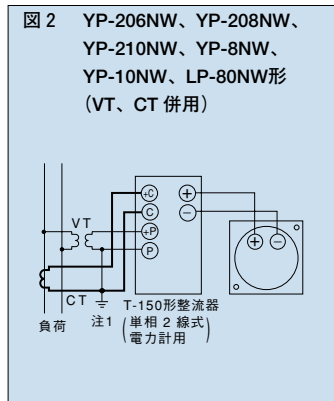 図2 YP-206NW、YP-208NW、
YP-210NW、YP-8NW、
YP-10NW、LP-80NW形
(VT、CT 併用)
+C
C
+P
P
+
−
+
−
VT
CT
負荷
注1
T-150形整流器
(単相2線式
電力計用)